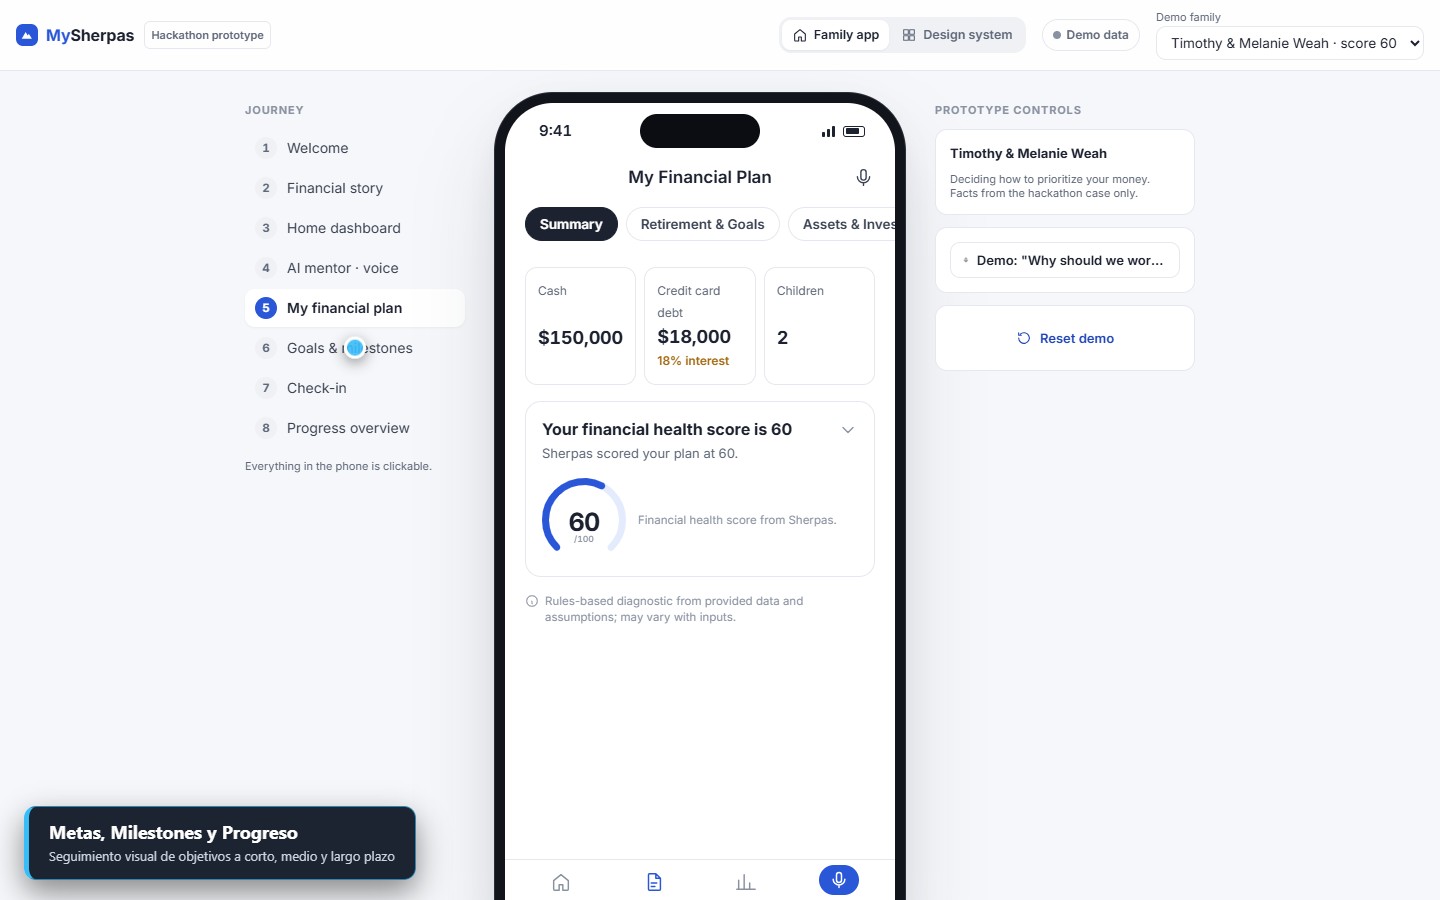 MySherpas
Hackathon prototype
Family app
Design system
Demo data
Demo family
Timothy & Melanie Weah · score 60
JOURNEY
1 Welcome
2 Financial story
3 Home dashboard
4 AI mentor · voice
5 My financial plan
6 Goals & milestones
7 Check-in
8 Progress overview
Everything in the phone is clickable.
9:41
My Financial Plan
Summary
Retirement & Goals
Assets & Inves
Cash
$150,000
Credit card
debt
$18,000
18% interest
Children
2
Your financial health score is 60
Sherpas scored your plan at 60.
60
/100
Financial health score from Sherpas.
Rules-based diagnostic from provided data and
assumptions; may vary with inputs.
PROTOTYPE CONTROLS
Timothy & Melanie Weah
Deciding how to prioritize your money.
Facts from the hackathon case only.
Demo: "Why should we wor...
Reset demo
Metas, Milestones y Progreso
Seguimiento visual de objetivos a corto, medio y largo plazo